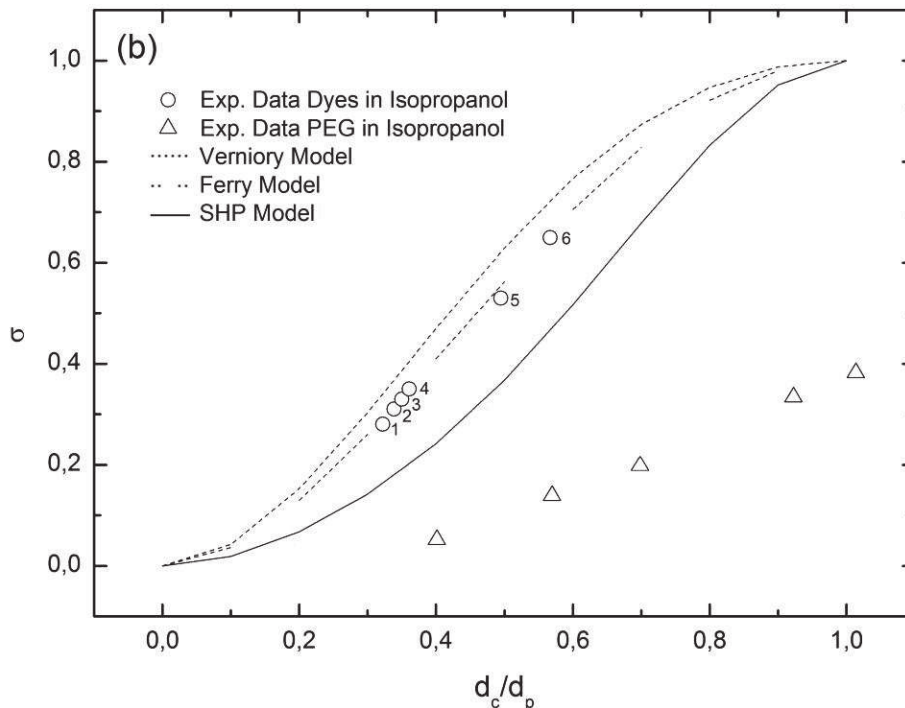 (b)
Exp. Data Dyes in Isopropanol
Exp. Data PEG in Isopropanol
Verniory Model
Ferry Model
SHP Model
1,0
0,8
0,6
0,4
0,2
0,0
σ
6
5
4
3
2
1
0,0 0,2 0,4 0,6 0,8 1,0
d_c/d_p